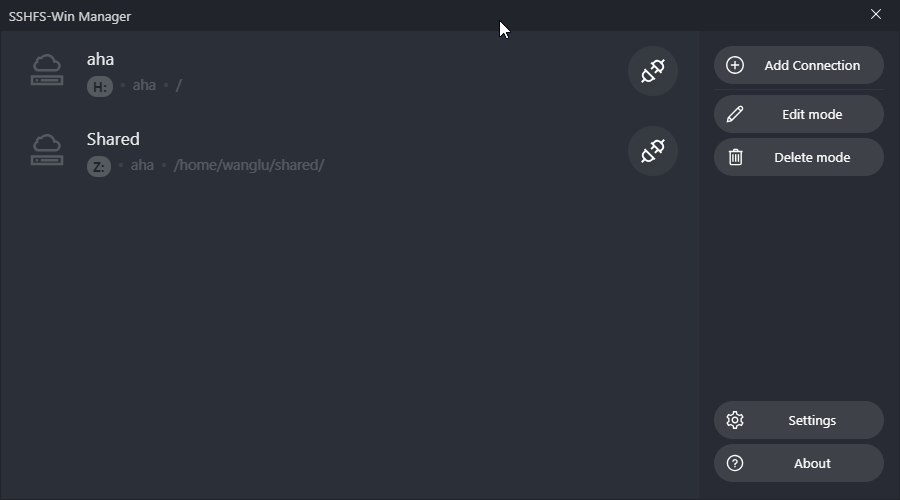 SSHFS-Win Manager
aha
H: • aha • /
Shared
Z: • aha • /home/wanglu/shared/
Add Connection
Edit mode
Delete mode
Settings
About